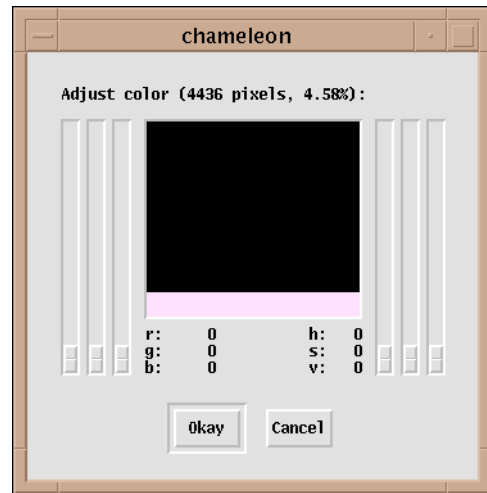 chameleon
Adjust color (4436 pixels, 4.58%):
r: 0 h: 0
g: 0 s: 0
b: 0 v: 0
Okay Cancel